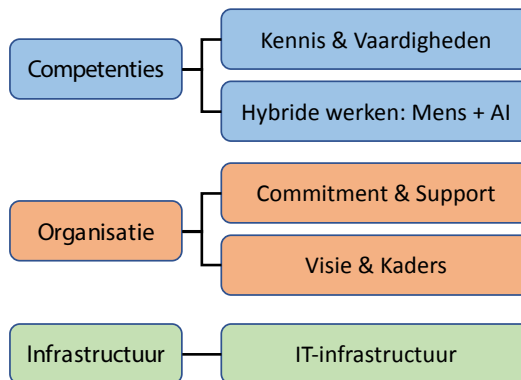 Competenties
Kennis & Vaardigheden
Hybride werken: Mens + AI
Organisatie
Commitment & Support
Visie & Kaders
Infrastructuur
IT-infrastructuur